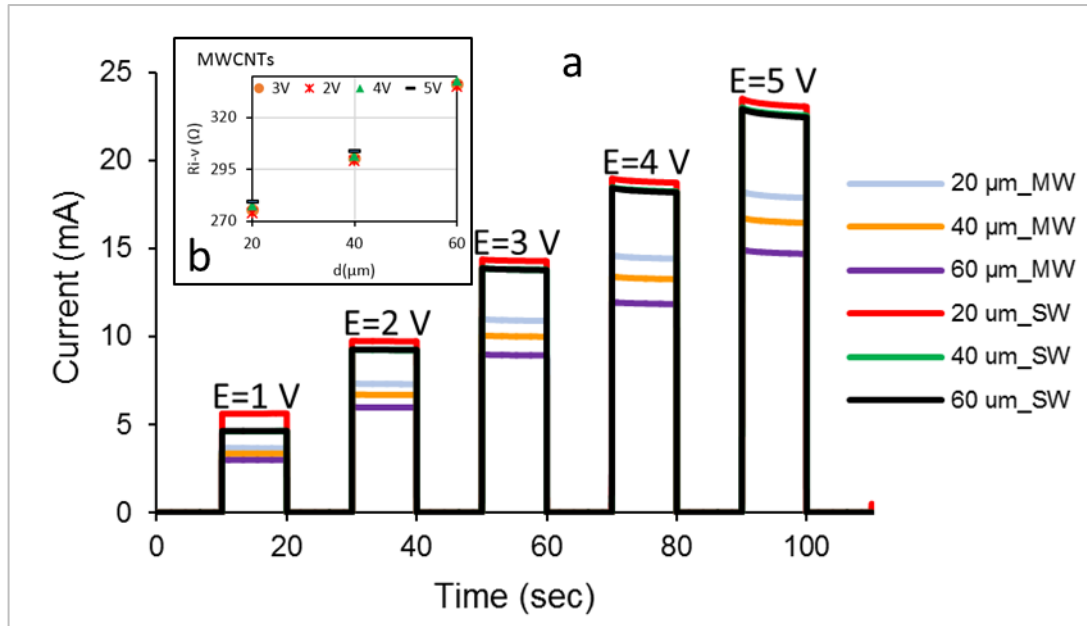 MWCNTs
3V 2V 4V 5V
Ri-v (Ω)
320
295
270
20 40 60
d(µm)
b
a
25
20
15
10
5
0
Current (mA)
E=1 V
E=2 V
E=3 V
E=4 V
E=5 V
0 20 40 60 80 100
Time (sec)
20 µm_MW
40 µm_MW
60 µm_MW
20 um_SW
40 um_SW
60 um_SW